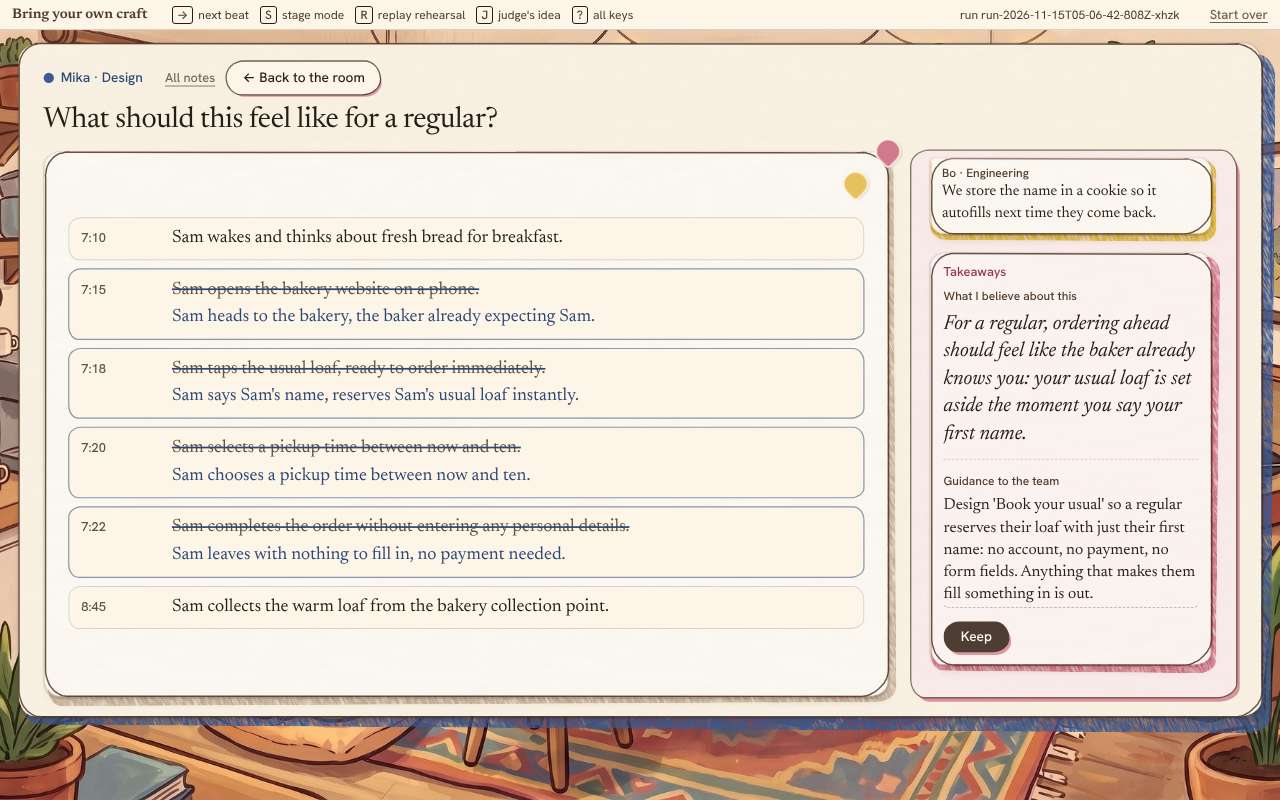 Bring your own craft → next beat S stage mode R replay rehearsal J judge's idea ? all keys run run-2026-11-15T05-06-42-808Z-xhzk Start over
Mika · Design All notes ← Back to the room
What should this feel like for a regular?
7:10 Sam wakes and thinks about fresh bread for breakfast.
7:15 Sam opens the bakery website on a phone.
Sam heads to the bakery, the baker already expecting Sam.
7:18 Sam taps the usual loaf, ready to order immediately.
Sam says Sam's name, reserves Sam's usual loaf instantly.
7:20 Sam selects a pickup time between now and ten.
Sam chooses a pickup time between now and ten.
7:22 Sam completes the order without entering any personal details.
Sam leaves with nothing to fill in, no payment needed.
8:45 Sam collects the warm loaf from the bakery collection point.
Bo · Engineering
We store the name in a cookie so it
autofills next time they come back.
Takeaways
What I believe about this
For a regular, ordering ahead
should feel like the baker already
knows you: your usual loaf is set
aside the moment you say your
first name.
Guidance to the team
Design 'Book your usual' so a regular
reserves their loaf with just their first
name: no account, no payment, no
form fields. Anything that makes them
fill something in is out.
Keep